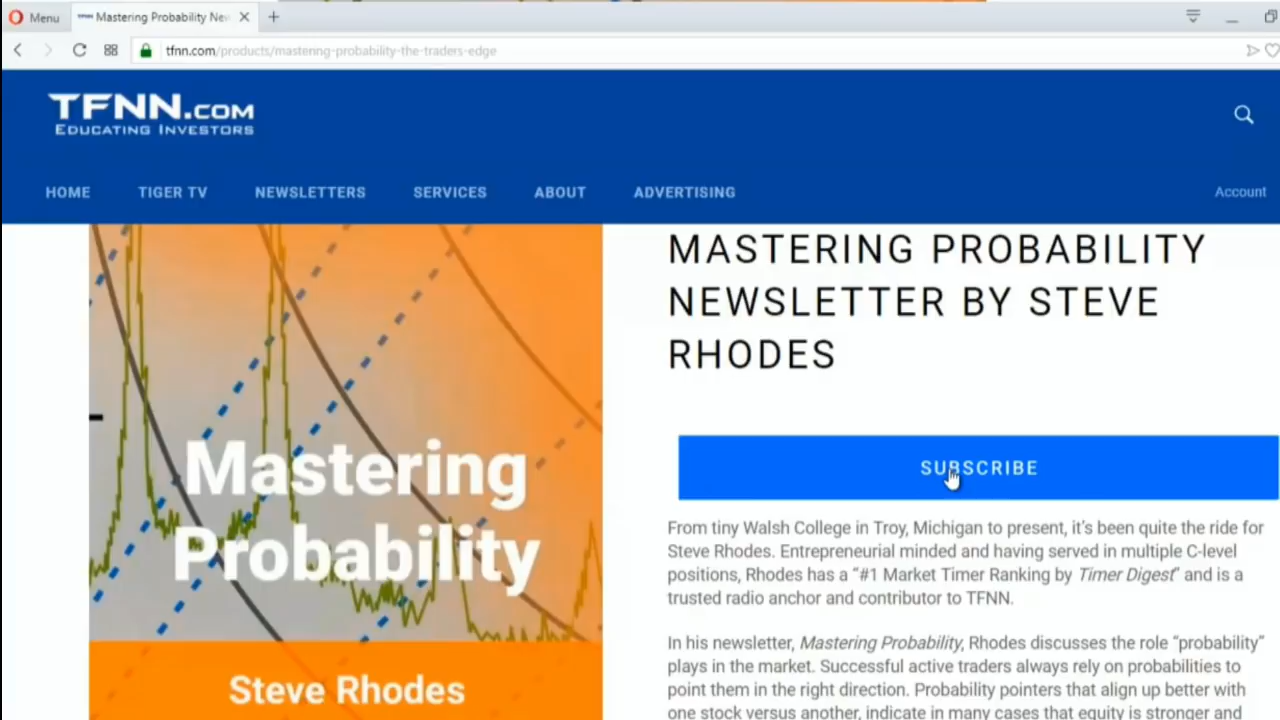 Menu
Mastering Probability New
tfnn.com/products/mastering-probability-the-traders-edge
TFNN.COM
EDUCATING INVESTORS
HOME TIGER TV NEWSLETTERS SERVICES ABOUT ADVERTISING Account
Mastering
Probability
Steve Rhodes
MASTERING PROBABILITY
NEWSLETTER BY STEVE
RHODES
SUBSCRIBE
From tiny Walsh College in Troy, Michigan to present, it's been quite the ride for
Steve Rhodes. Entrepreneurial minded and having served in multiple C-level
positions, Rhodes has a “#1 Market Timer Ranking by Timer Digest” and is a
trusted radio anchor and contributor to TFNN.
In his newsletter, Mastering Probability, Rhodes discusses the role “probability”
plays in the market. Successful active traders always rely on probabilities to
point them in the right direction. Probability pointers that align up better with
one stock versus another, indicate in many cases that equity is stronger and